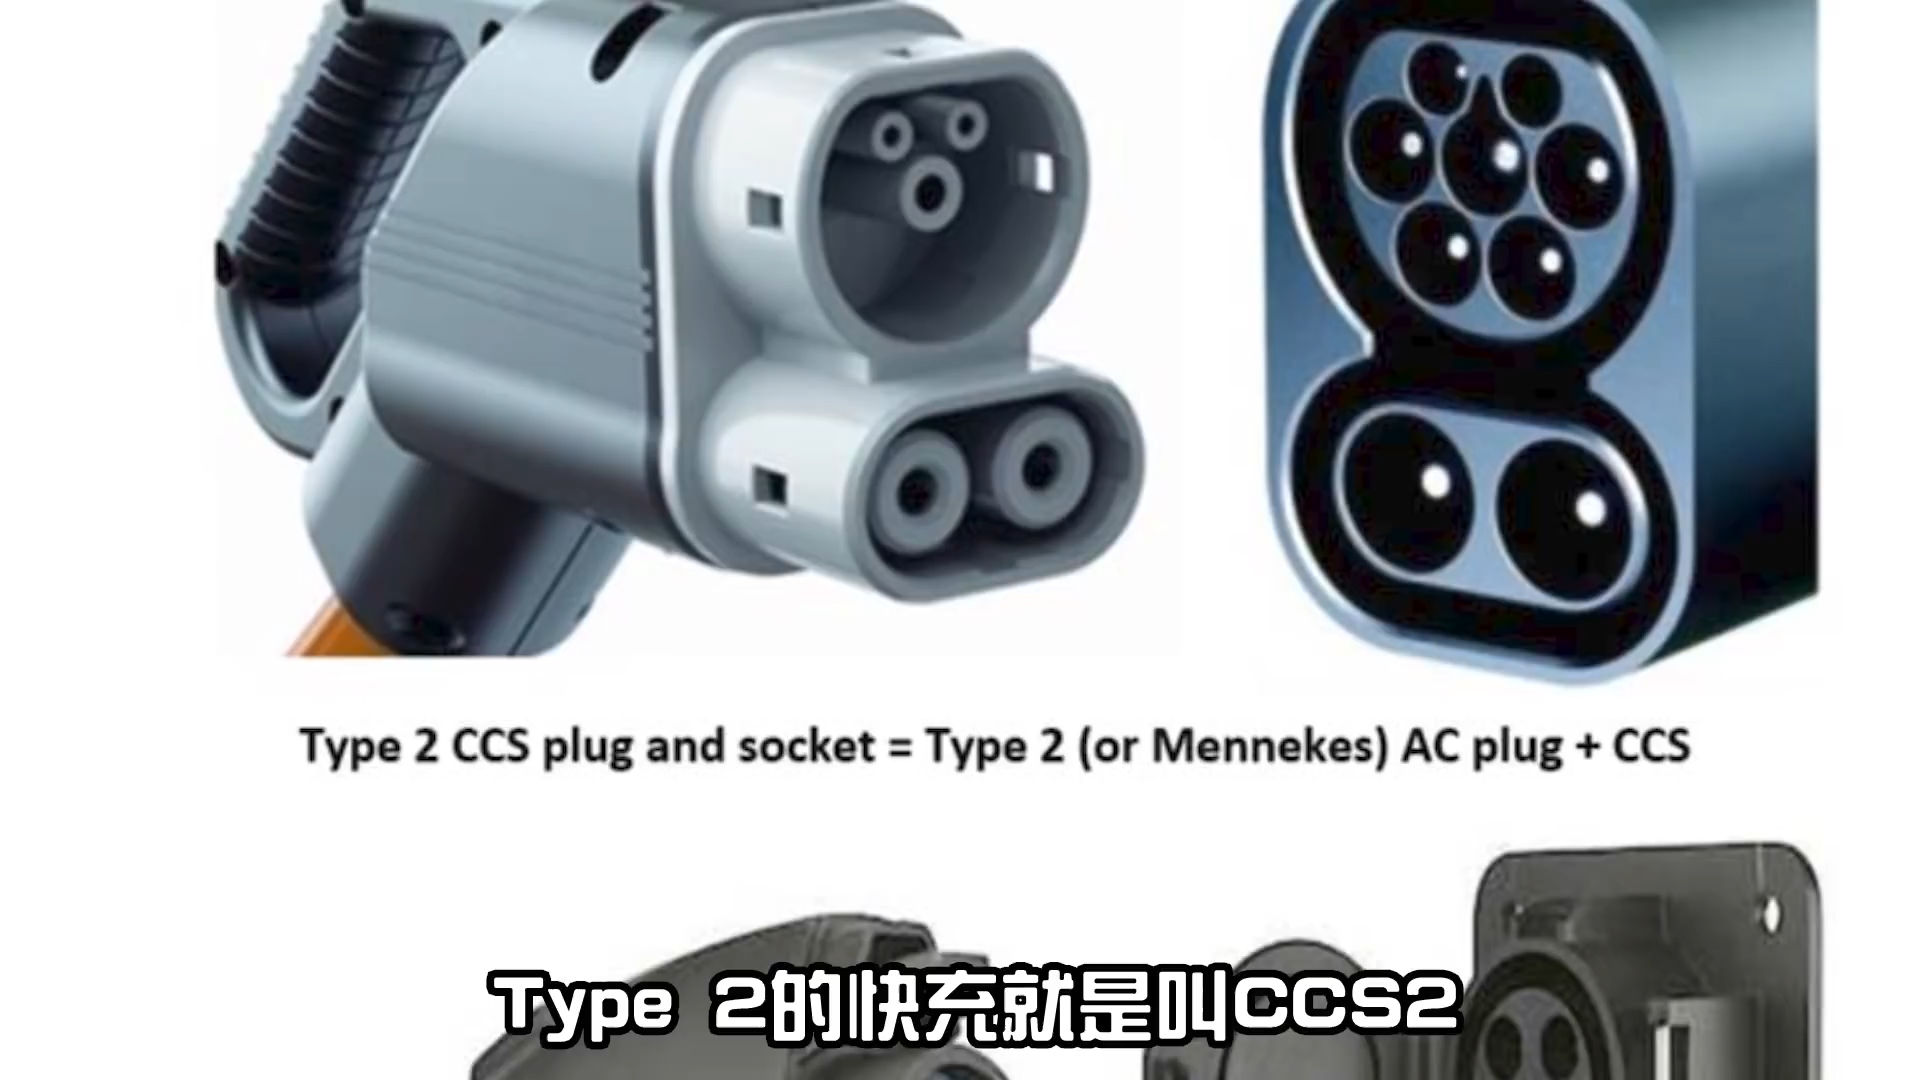 Type 2 CCS plug and socket = Type 2 (or Mennekes) AC plug + CCS
Type 2的快充就是叫CCS2